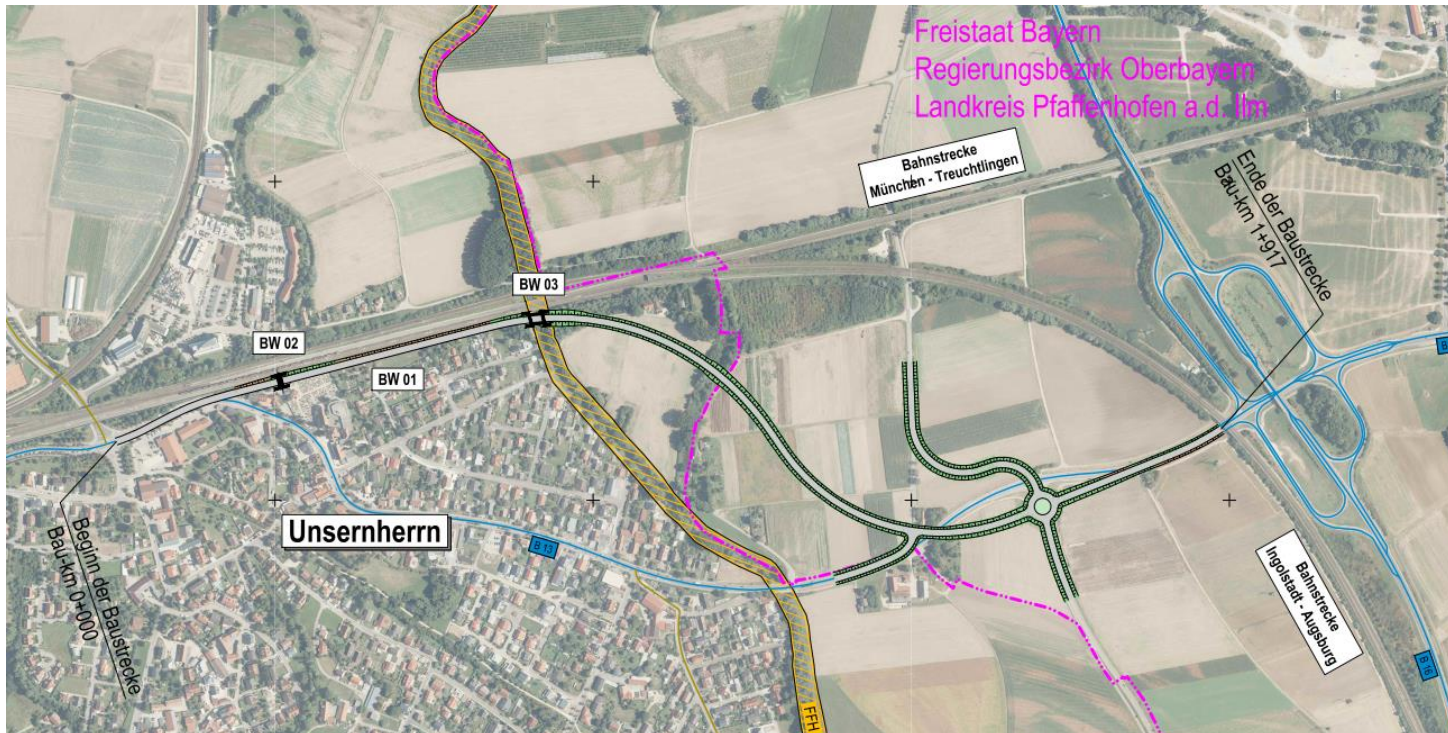 Freistaat Bayern
Regierungsbezirk Oberbayern
Landkreis Pfaffenhofen a.d. Ilm
Bahnstrecke
München - Treuchtlingen
Ende der Baustrecke
Bau-km 1+917
BW 03
BW 02
BW 01
B
Unsernherrn
B 13
Beginn der Baustrecke
Bau-km 0+000
Bahnstrecke
Ingolstadt - Augsburg
B 16
FFH